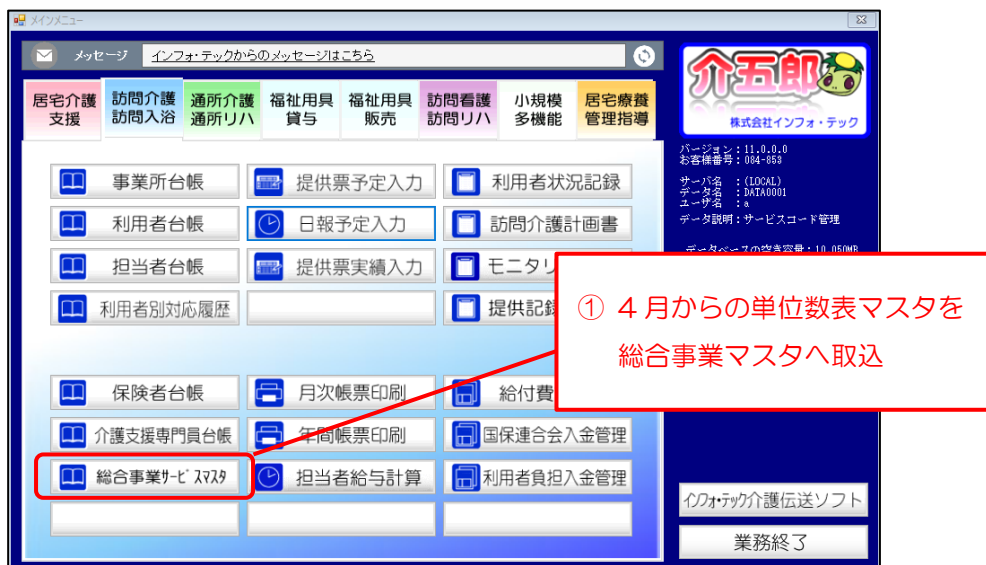 メインメニュー
メッセージ インフォ・テックからのメッセージはこちら
介五郎
株式会社インフォ・テック
居宅介護
支援
訪問介護
訪問入浴
通所介護
通所リハ
福祉用具
貸与
福祉用具
販売
訪問看護
訪問リハ
小規模
多機能
居宅療養
管理指導
バージョン：11.0.0.0
お客様番号：084-853
サーバ名 ：(LOCAL)
データ名 ：DATA0001
ユーザ名 ：a
データ説明：サービスコード管理
データベースの空き容量：10,050MB
事業所台帳 提供票予定入力 利用者状況記録
利用者台帳 日報予定入力 訪問介護計画書
担当者台帳 提供票実績入力 モニタリ
利用者別対応履歴 提供記録
① 4月からの単位数表マスタを
総合事業マスタへ取込
保険者台帳 月次帳票印刷 給付費
介護支援専門員台帳 年間帳票印刷 国保連合会入金管理
総合事業ｻｰﾋﾞｽﾏｽﾀ 担当者給与計算 利用者負担入金管理
ｲﾝﾌｫ･ﾃｯｸ介護伝送ソフト
業務終了